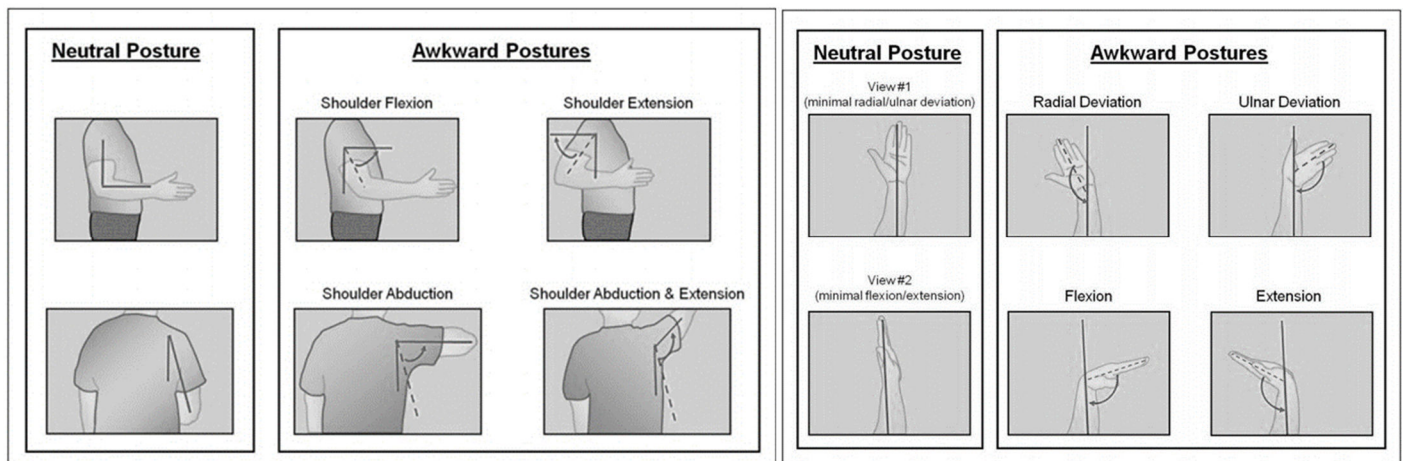 Neutral Posture
Awkward Postures
Shoulder Flexion
Shoulder Extension
Shoulder Abduction
Shoulder Abduction & Extension
Neutral Posture
View #1
(minimal radial/ulnar deviation)
View #2
(minimal flexion/extension)
Awkward Postures
Radial Deviation
Ulnar Deviation
Flexion
Extension